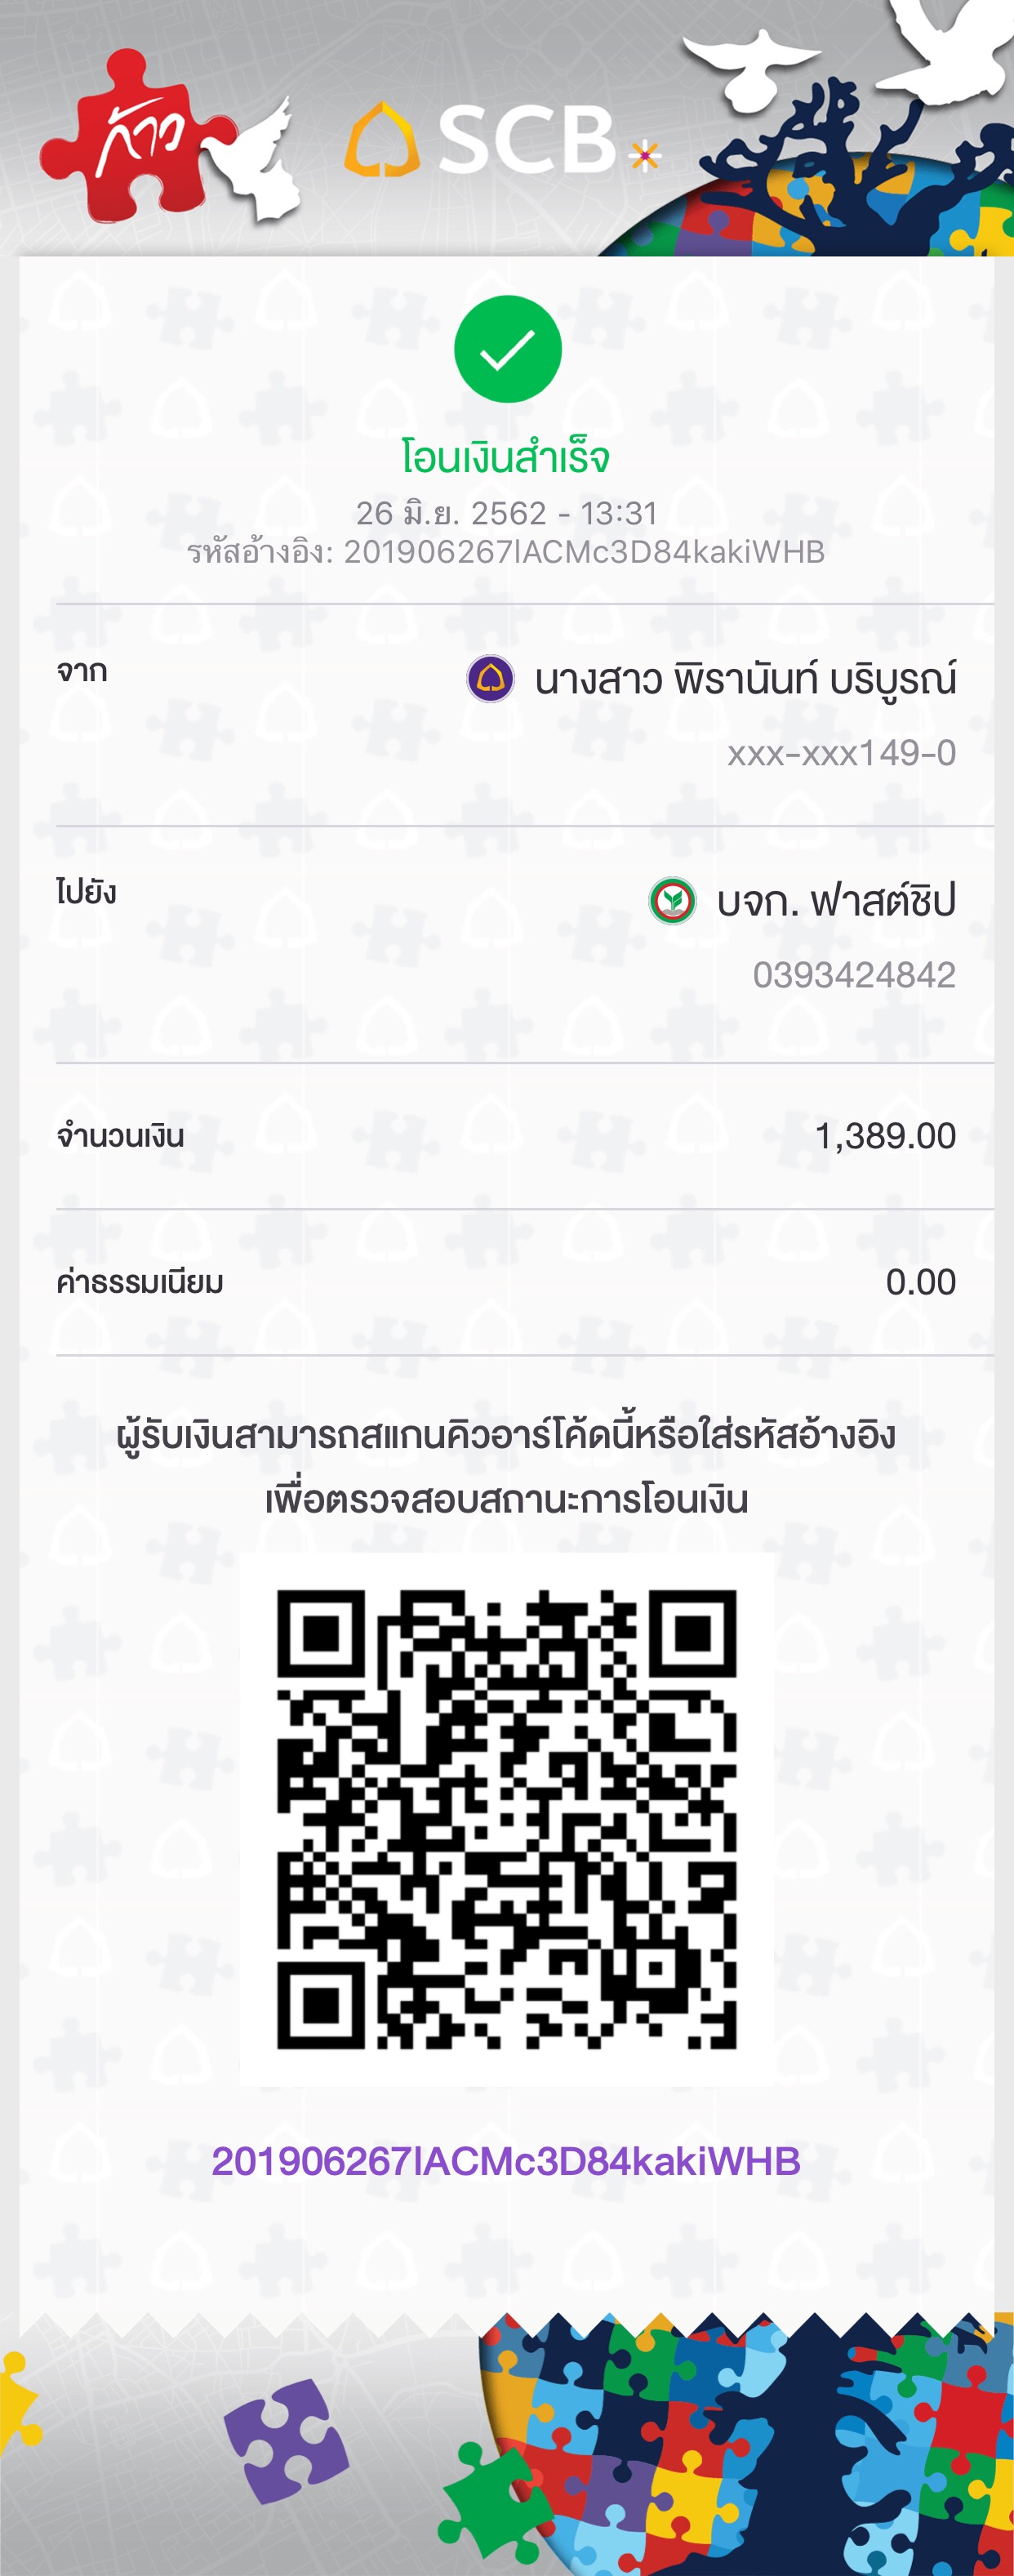 ก้าว
SCB
โอนเงินสำเร็จ
26 มิ.ย. 2562 - 13:31
รหัสอ้างอิง: 201906267lACMc3D84kakiWHB
จาก
นางสาว พิรานันท์ บริบูรณ์
xxx-xxx149-0
ไปยัง
บจก. ฟาสต์ชิป
0393424842
จำนวนเงิน
1,389.00
ค่าธรรมเนียม
0.00
ผู้รับเงินสามารถสแกนคิวอาร์โค้ดนี้หรือใส่รหัสอ้างอิง
เพื่อตรวจสอบสถานะการโอนเงิน
201906267lACMc3D84kakiWHB